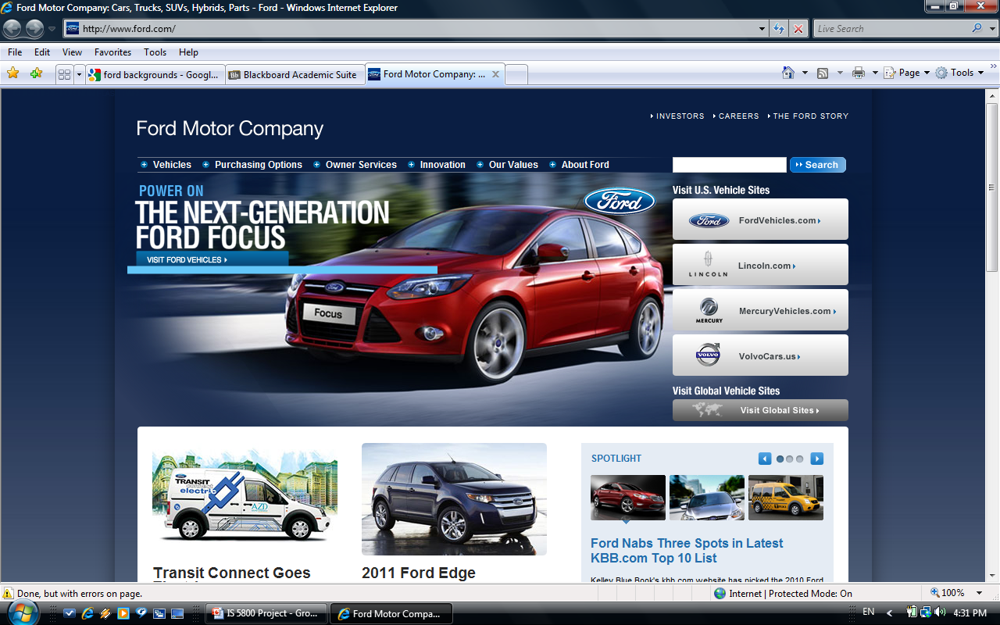 Ford Motor Company: Cars, Trucks, SUVs, Hybrids, Parts - Ford - Windows Internet Explorer
http://www.ford.com/
Live Search
File Edit View Favorites Tools Help
ford backgrounds - Googl...
Bb Blackboard Academic Suite
Ford Motor Company: ...
Page Tools
INVESTORS CAREERS THE FORD STORY
Ford Motor Company
Vehicles Purchasing Options Owner Services Innovation Our Values About Ford
Search
POWER ON
THE NEXT-GENERATION
FORD FOCUS
VISIT FORD VEHICLES
Ford
Ford
Focus
Visit U.S. Vehicle Sites
Ford FordVehicles.com
LINCOLN Lincoln.com
MERCURY MercuryVehicles.com
VOLVO VolvoCars.us
Visit Global Vehicle Sites
Visit Global Sites
TRANSIT
connect
electric
AZD
Transit Connect Goes
2011 Ford Edge
SPOTLIGHT
TAXI
Ford Nabs Three Spots in Latest
KBB.com Top 10 List
Kelley Blue Book's kbb.com website has picked the 2010 Ford
Done, but with errors on page.
Internet | Protected Mode: On
100%
IS 5800 Project - Gro...
Ford Motor Compa...
EN
4:31 PM